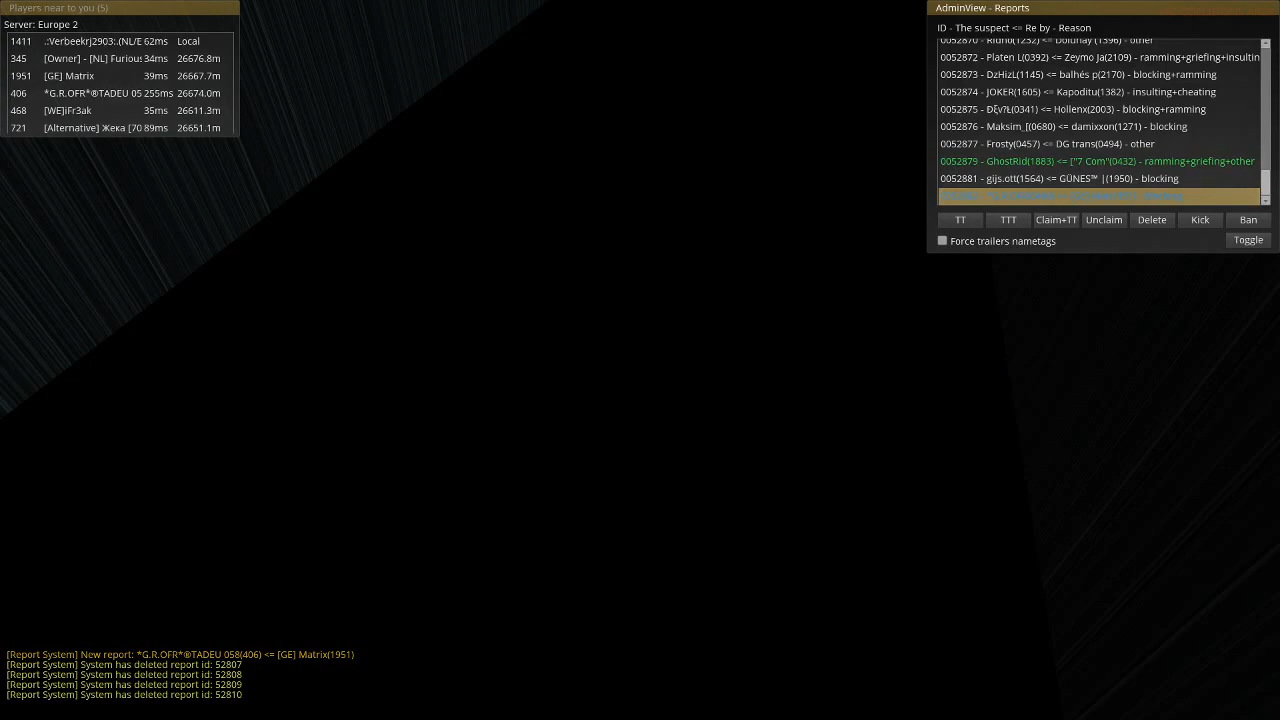 Players near to you (5)
Server: Europe 2
1411 .:Verbeekrj2903:.(NL/E 62ms Local
345 [Owner] - [NL] Furious 34ms 26676.8m
1951 [GE] Matrix 39ms 26667.7m
406 *G.R.OFR*®TADEU 05 255ms 26674.0m
468 [WE]iFr3ak 35ms 26611.3m
721 [Alternative] Жека [70 89ms 26651.1m
AdminView - Reports
ID - The suspect <= Re by - Reason
0052870 - Ridho(1232) <= Dolunay (1396) - other
0052872 - Platen L(0392) <= Zeymo Ja(2109) - ramming+griefing+insultin
0052873 - DzHizL(1145) <= balhés p(2170) - blocking+ramming
0052874 - JOKER(1605) <= Kapoditu(1382) - insulting+cheating
0052875 - Đξv?Ł(0341) <= Hollenx(2003) - blocking+ramming
0052876 - Maksim_[(0680) <= damixxon(1271) - blocking
0052877 - Frosty(0457) <= DG trans(0494) - other
0052879 - GhostRid(1883) <= ["7 Com"(0432) - ramming+griefing+other
0052881 - gijs.ott(1564) <= GÜNES™ |(1950) - blocking
TT TTT Claim+TT Unclaim Delete Kick Ban
Force trailers nametags Toggle
[Report System] New report: *G.R.OFR*®TADEU 058(406) <= [GE] Matrix(1951)
[Report System] System has deleted report id: 52807
[Report System] System has deleted report id: 52808
[Report System] System has deleted report id: 52809
[Report System] System has deleted report id: 52810